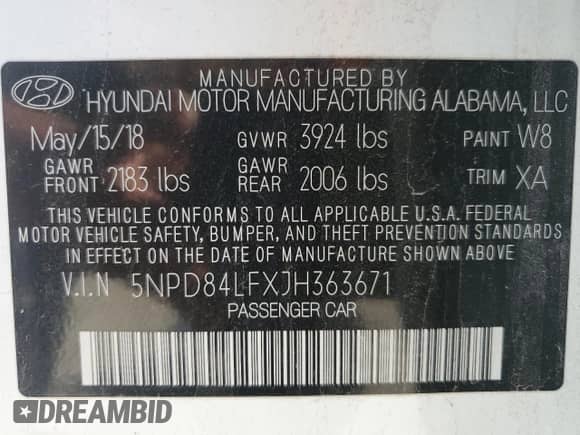 MANUFACTURED BY
HYUNDAI MOTOR MANUFACTURING ALABAMA, LLC
May/15/18 GVWR 3924 lbs PAINT W8
GAWR FRONT 2183 lbs GAWR REAR 2006 lbs TRIM XA
THIS VEHICLE CONFORMS TO ALL APPLICABLE U.S.A. FEDERAL
MOTOR VEHICLE SAFETY, BUMPER, AND THEFT PREVENTION STANDARDS
IN EFFECT ON THE DATE OF MANUFACTURE SHOWN ABOVE
V.I.N 5NPD84LFXJH363671
PASSENGER CAR
DREAMBID